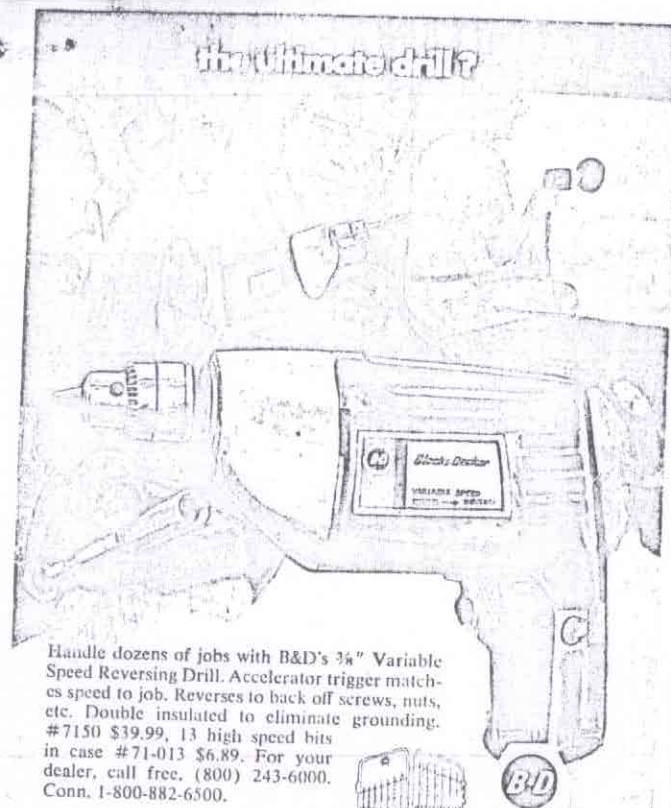 the ultimate drill?
Black & Decker
VARIABLE SPEED
Handle dozens of jobs with B&D's ⅜" Variable
Speed Reversing Drill. Accelerator trigger match-
es speed to job. Reverses to back off screws, nuts,
etc. Double insulated to eliminate grounding.
#7150 $39.99, 13 high speed bits
in case #71-013 $6.89. For your
dealer, call free, (800) 243-6000.
Conn. 1-800-882-6500.
B·D